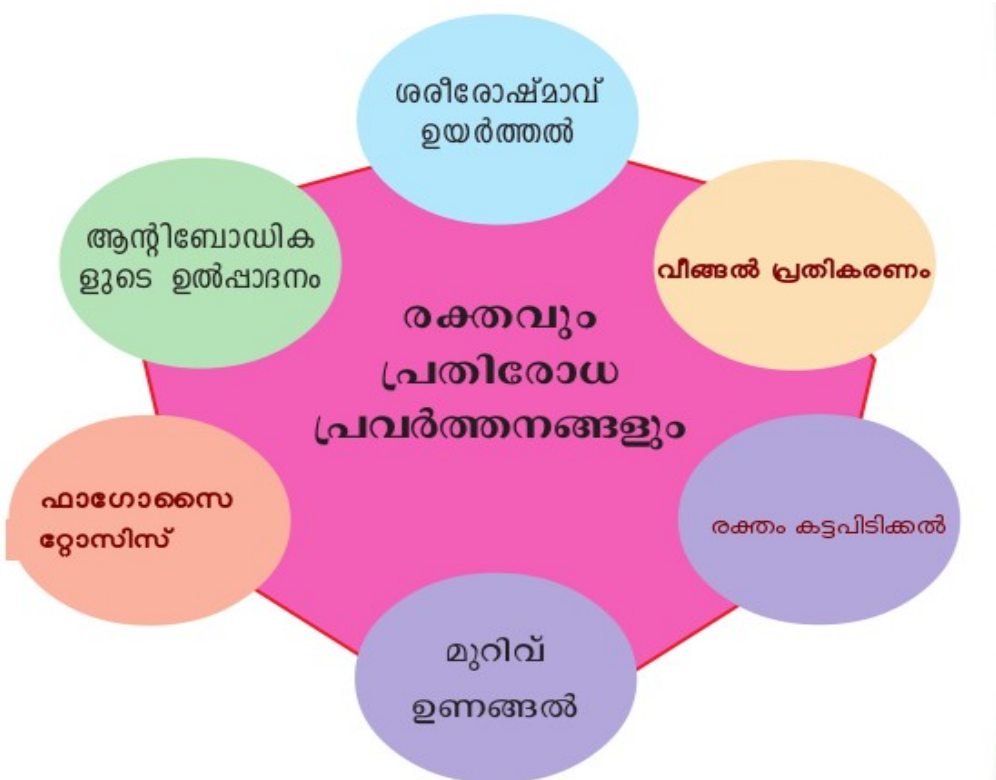 ശരീരോഷ്മാവ്
ഉയർത്തൽ
ആന്റിബോഡിക
ളുടെ ഉൽപ്പാദനം
വീങ്ങൽ പ്രതികരണം
രക്തവും
പ്രതിരോധ
പ്രവർത്തനങ്ങളും
ഫാഗോസൈ
റ്റോസിസ്
രക്തം കട്ടപിടിക്കൽ
മുറിവ്
ഉണങ്ങൽ